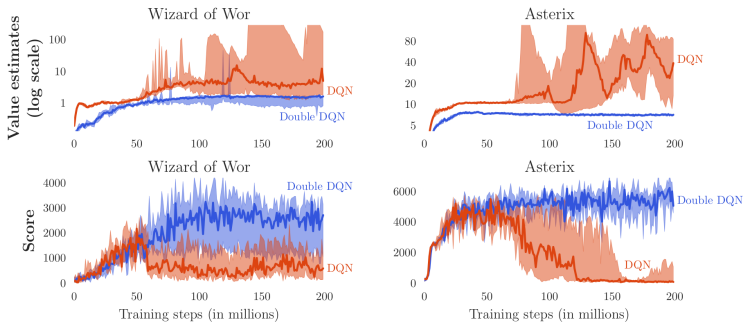 Wizard of Wor
Asterix
Value estimates
(log scale)
100
10
1
DQN
Double DQN
0 50 100 150 200
80
40
20
10
5
DQN
Double DQN
0 50 100 150 200
Wizard of Wor
Asterix
Score
4000
3000
2000
1000
0
Double DQN
DQN
0 50 100 150 200
Training steps (in millions)
6000
4000
2000
0
Double DQN
DQN
0 50 100 150 200
Training steps (in millions)